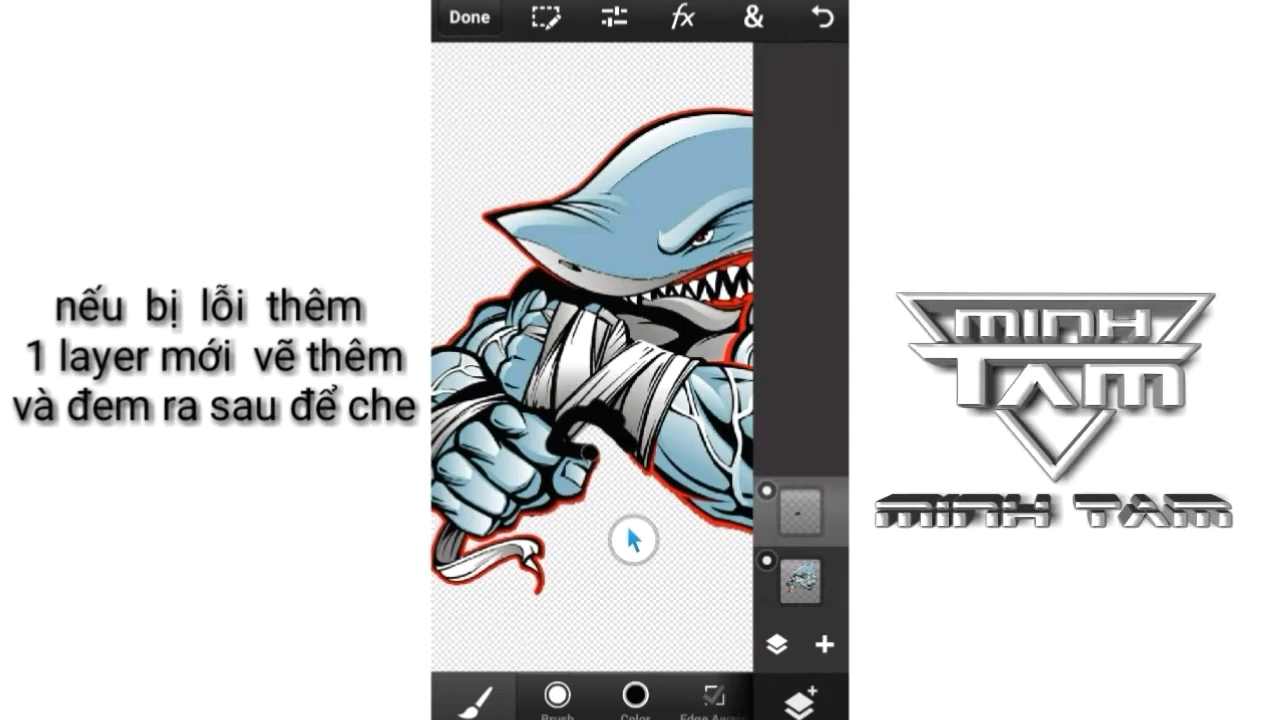 Done
fx
&
nếu bị lỗi thêm
1 layer mới vẽ thêm
và đem ra sau để che
MINH
TAM
MINH TAM
Brush
Color